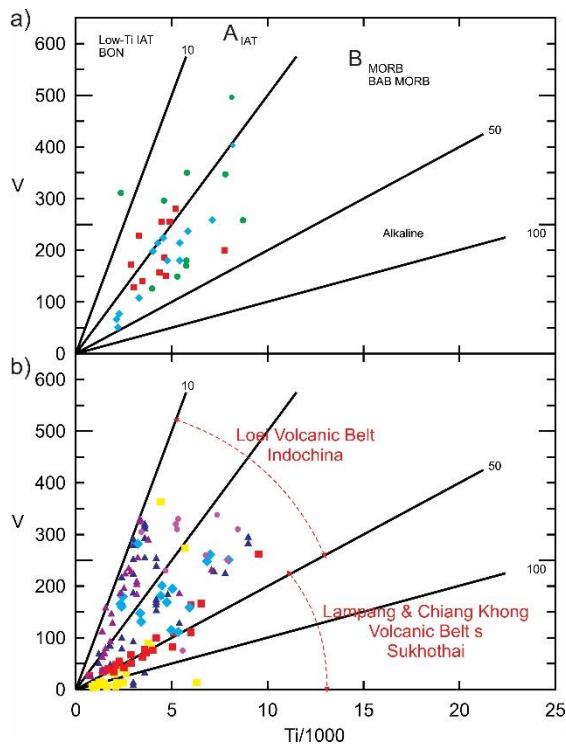 a)
600
500
400
V
300
200
100
0
Low-Ti IAT
BON
10
A IAT
B MORB
BAB MORB
50
Alkaline
100
b)
600
500
400
V
300
200
100
0
10
Loei Volcanic Belt
Indochina
50
100
Lampang & Chiang Khong
Volcanic Belt s
Sukhothai
0 5 10 15 20 25
Ti/1000